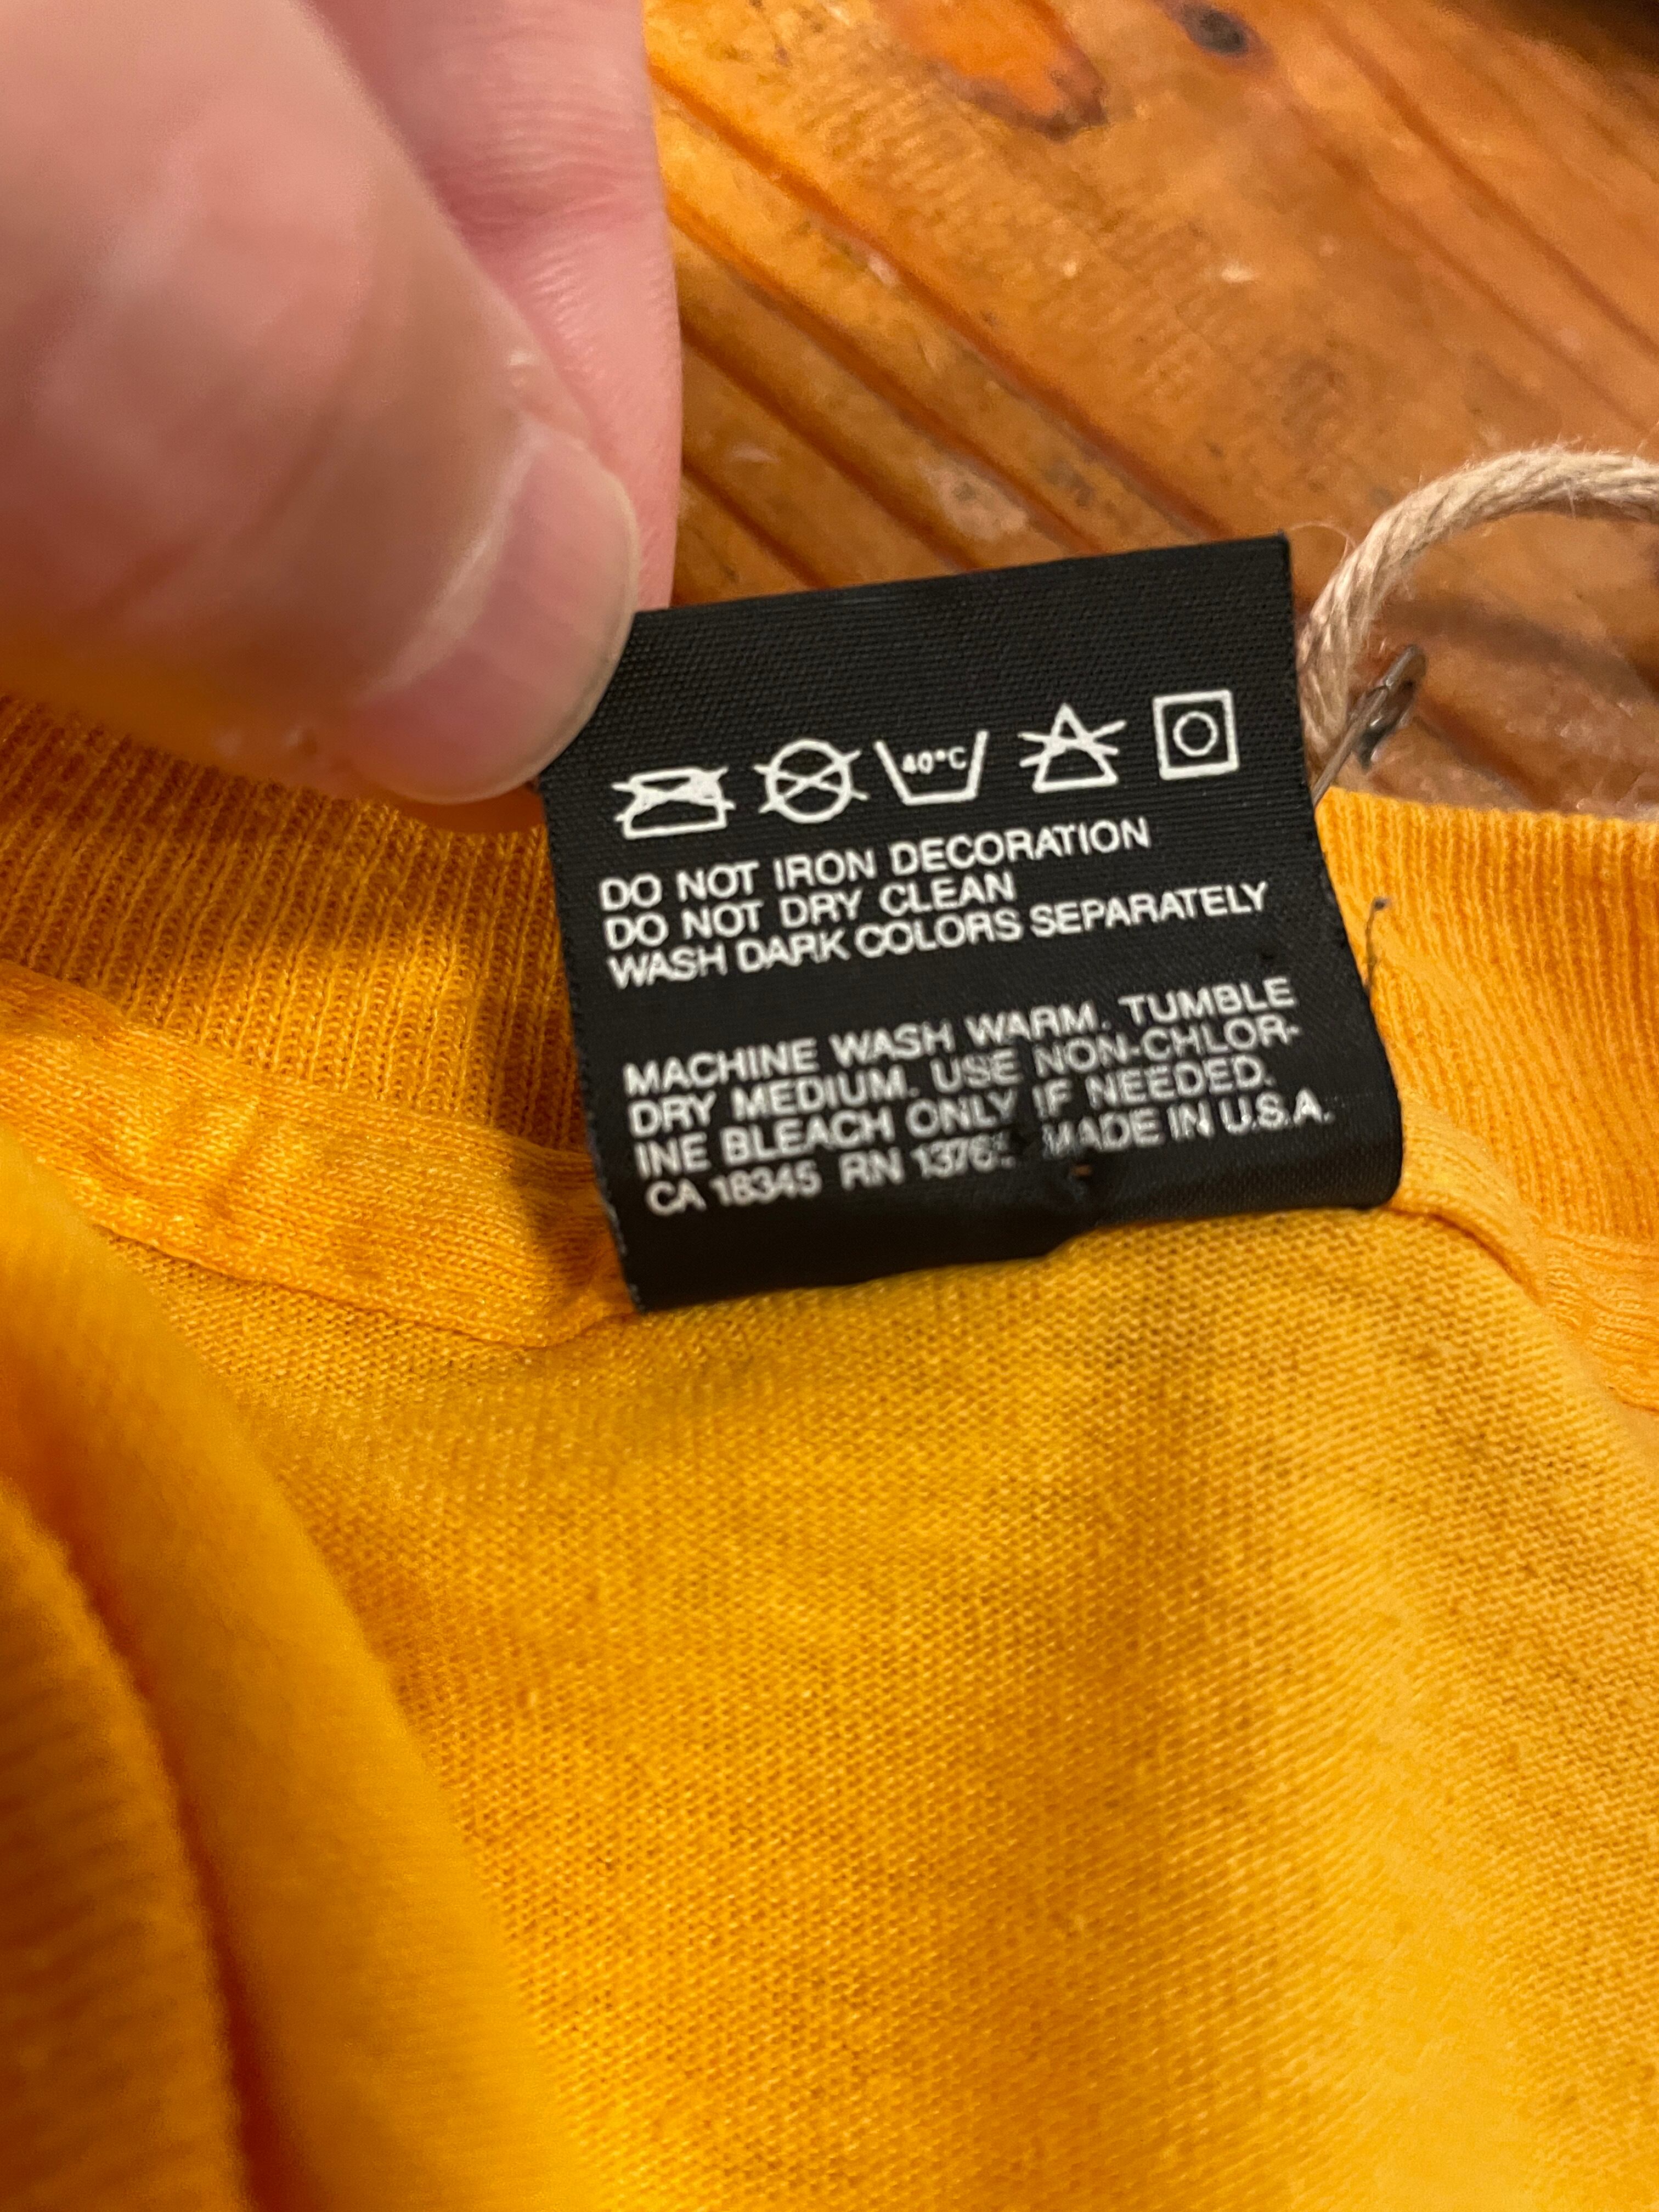 40°C
DO NOT IRON DECORATION
DO NOT DRY CLEAN
WASH DARK COLORS SEPARATELY
MACHINE WASH WARM. TUMBLE
DRY MEDIUM. USE NON-CHLOR-
INE BLEACH ONLY IF NEEDED.
CA 18345 RN MADE IN U.S.A.